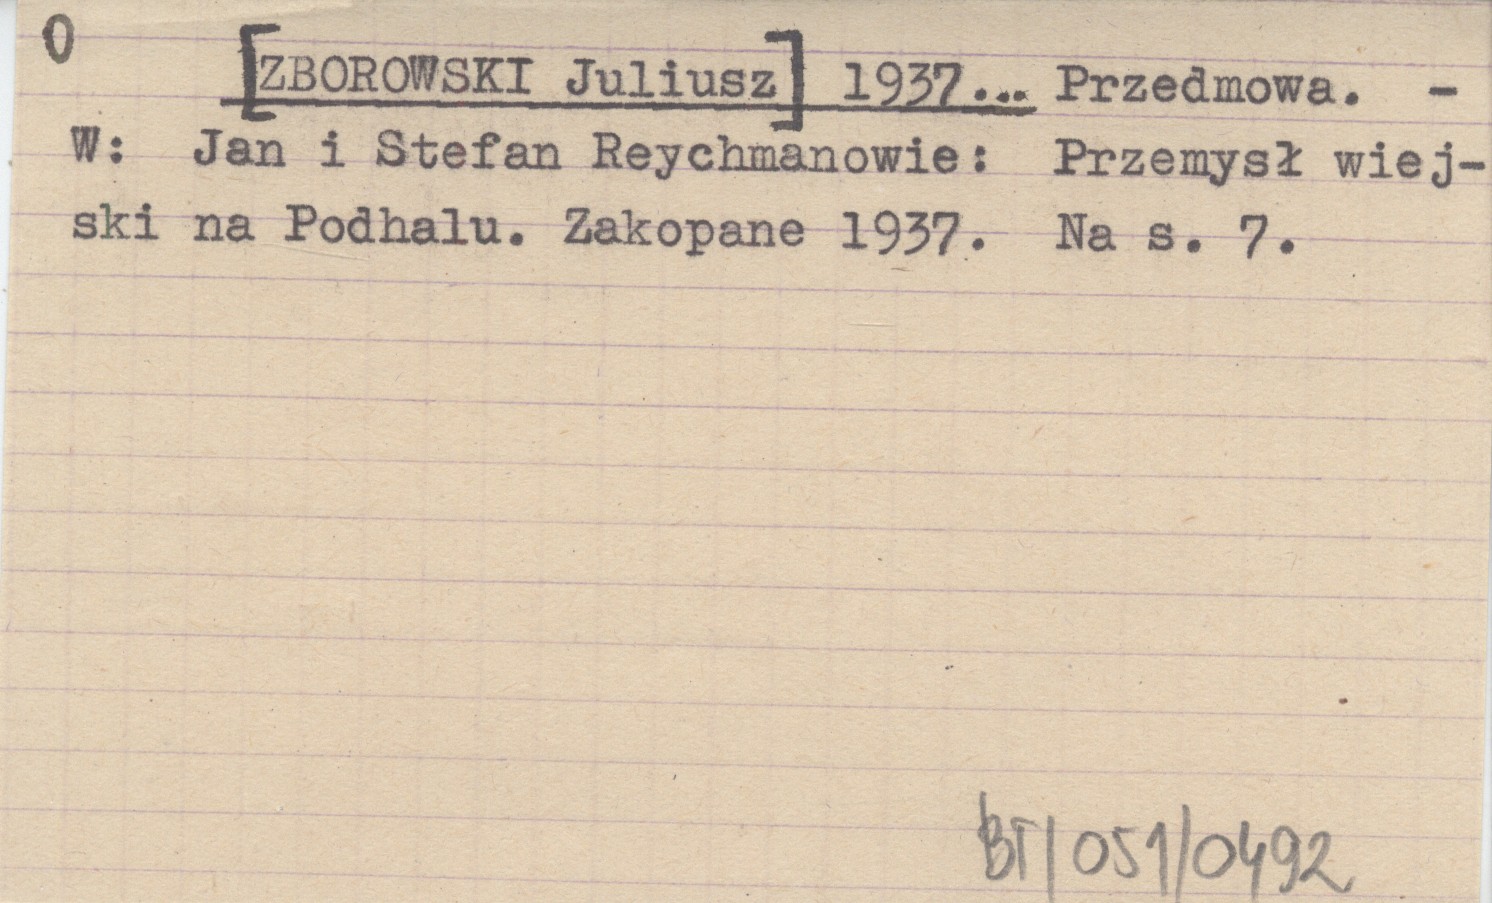 O
[ZBOROWSKI Juliusz] 1937... Przedmowa. -
W: Jan i Stefan Reychmanowie: Przemysł wiej-
ski na Podhalu. Zakopane 1937. Na s. 7.
BT/051/0492